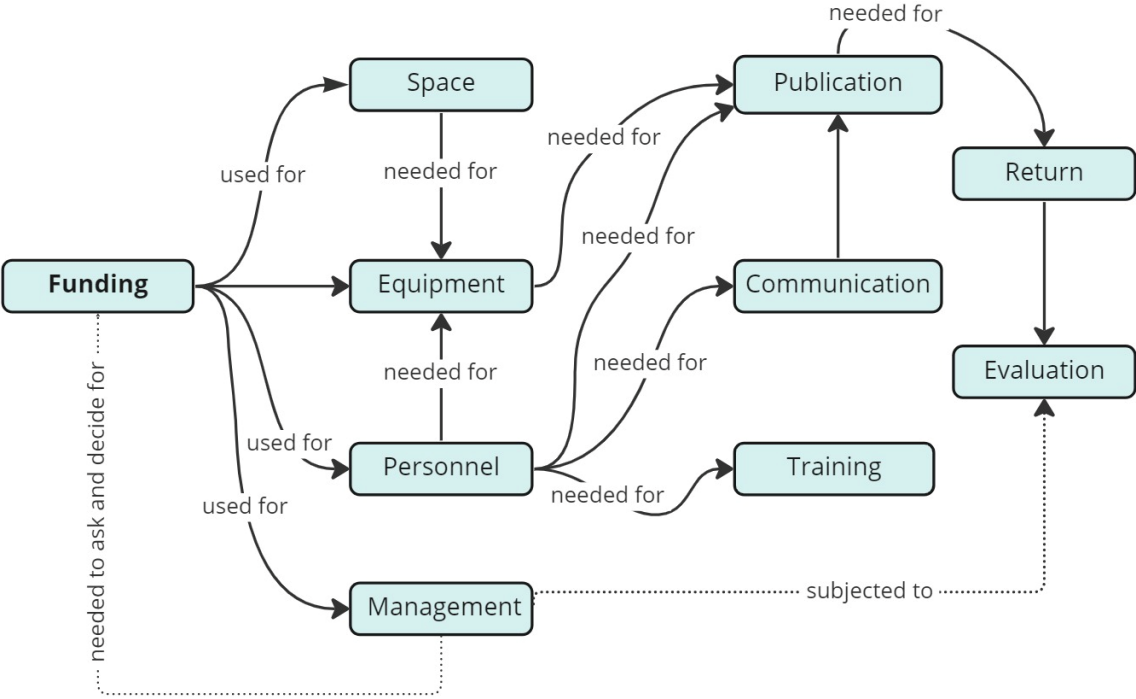 needed for
Space
Publication
needed for
used for
needed for
Return
needed for
Funding
Equipment
Communication
needed for
needed for
Evaluation
used for
Personnel
Training
needed for
used for
needed to ask and decide for
Management
subjected to